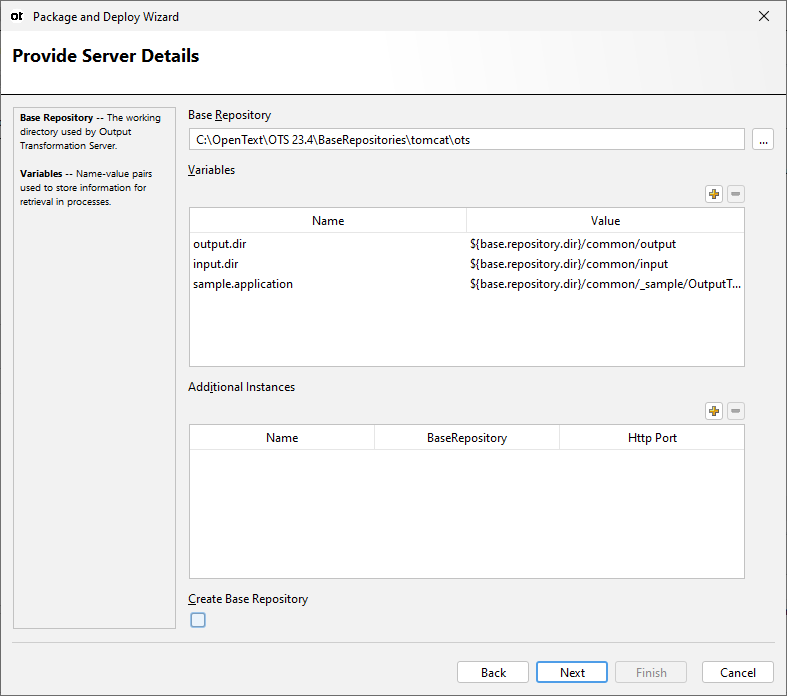 ot Package and Deploy Wizard
Provide Server Details
Base Repository -- The working
directory used by Output
Transformation Server.
Variables -- Name-value pairs
used to store information for
retrieval in processes.
Base Repository
C:\OpenText\OTS 23.4\BaseRepositories\tomcat\ots
...
Variables
Name Value
output.dir ${base.repository.dir}/common/output
input.dir ${base.repository.dir}/common/input
sample.application ${base.repository.dir}/common/_sample/OutputT...
Additional Instances
Name BaseRepository Http Port
Create Base Repository
Back Next Finish Cancel